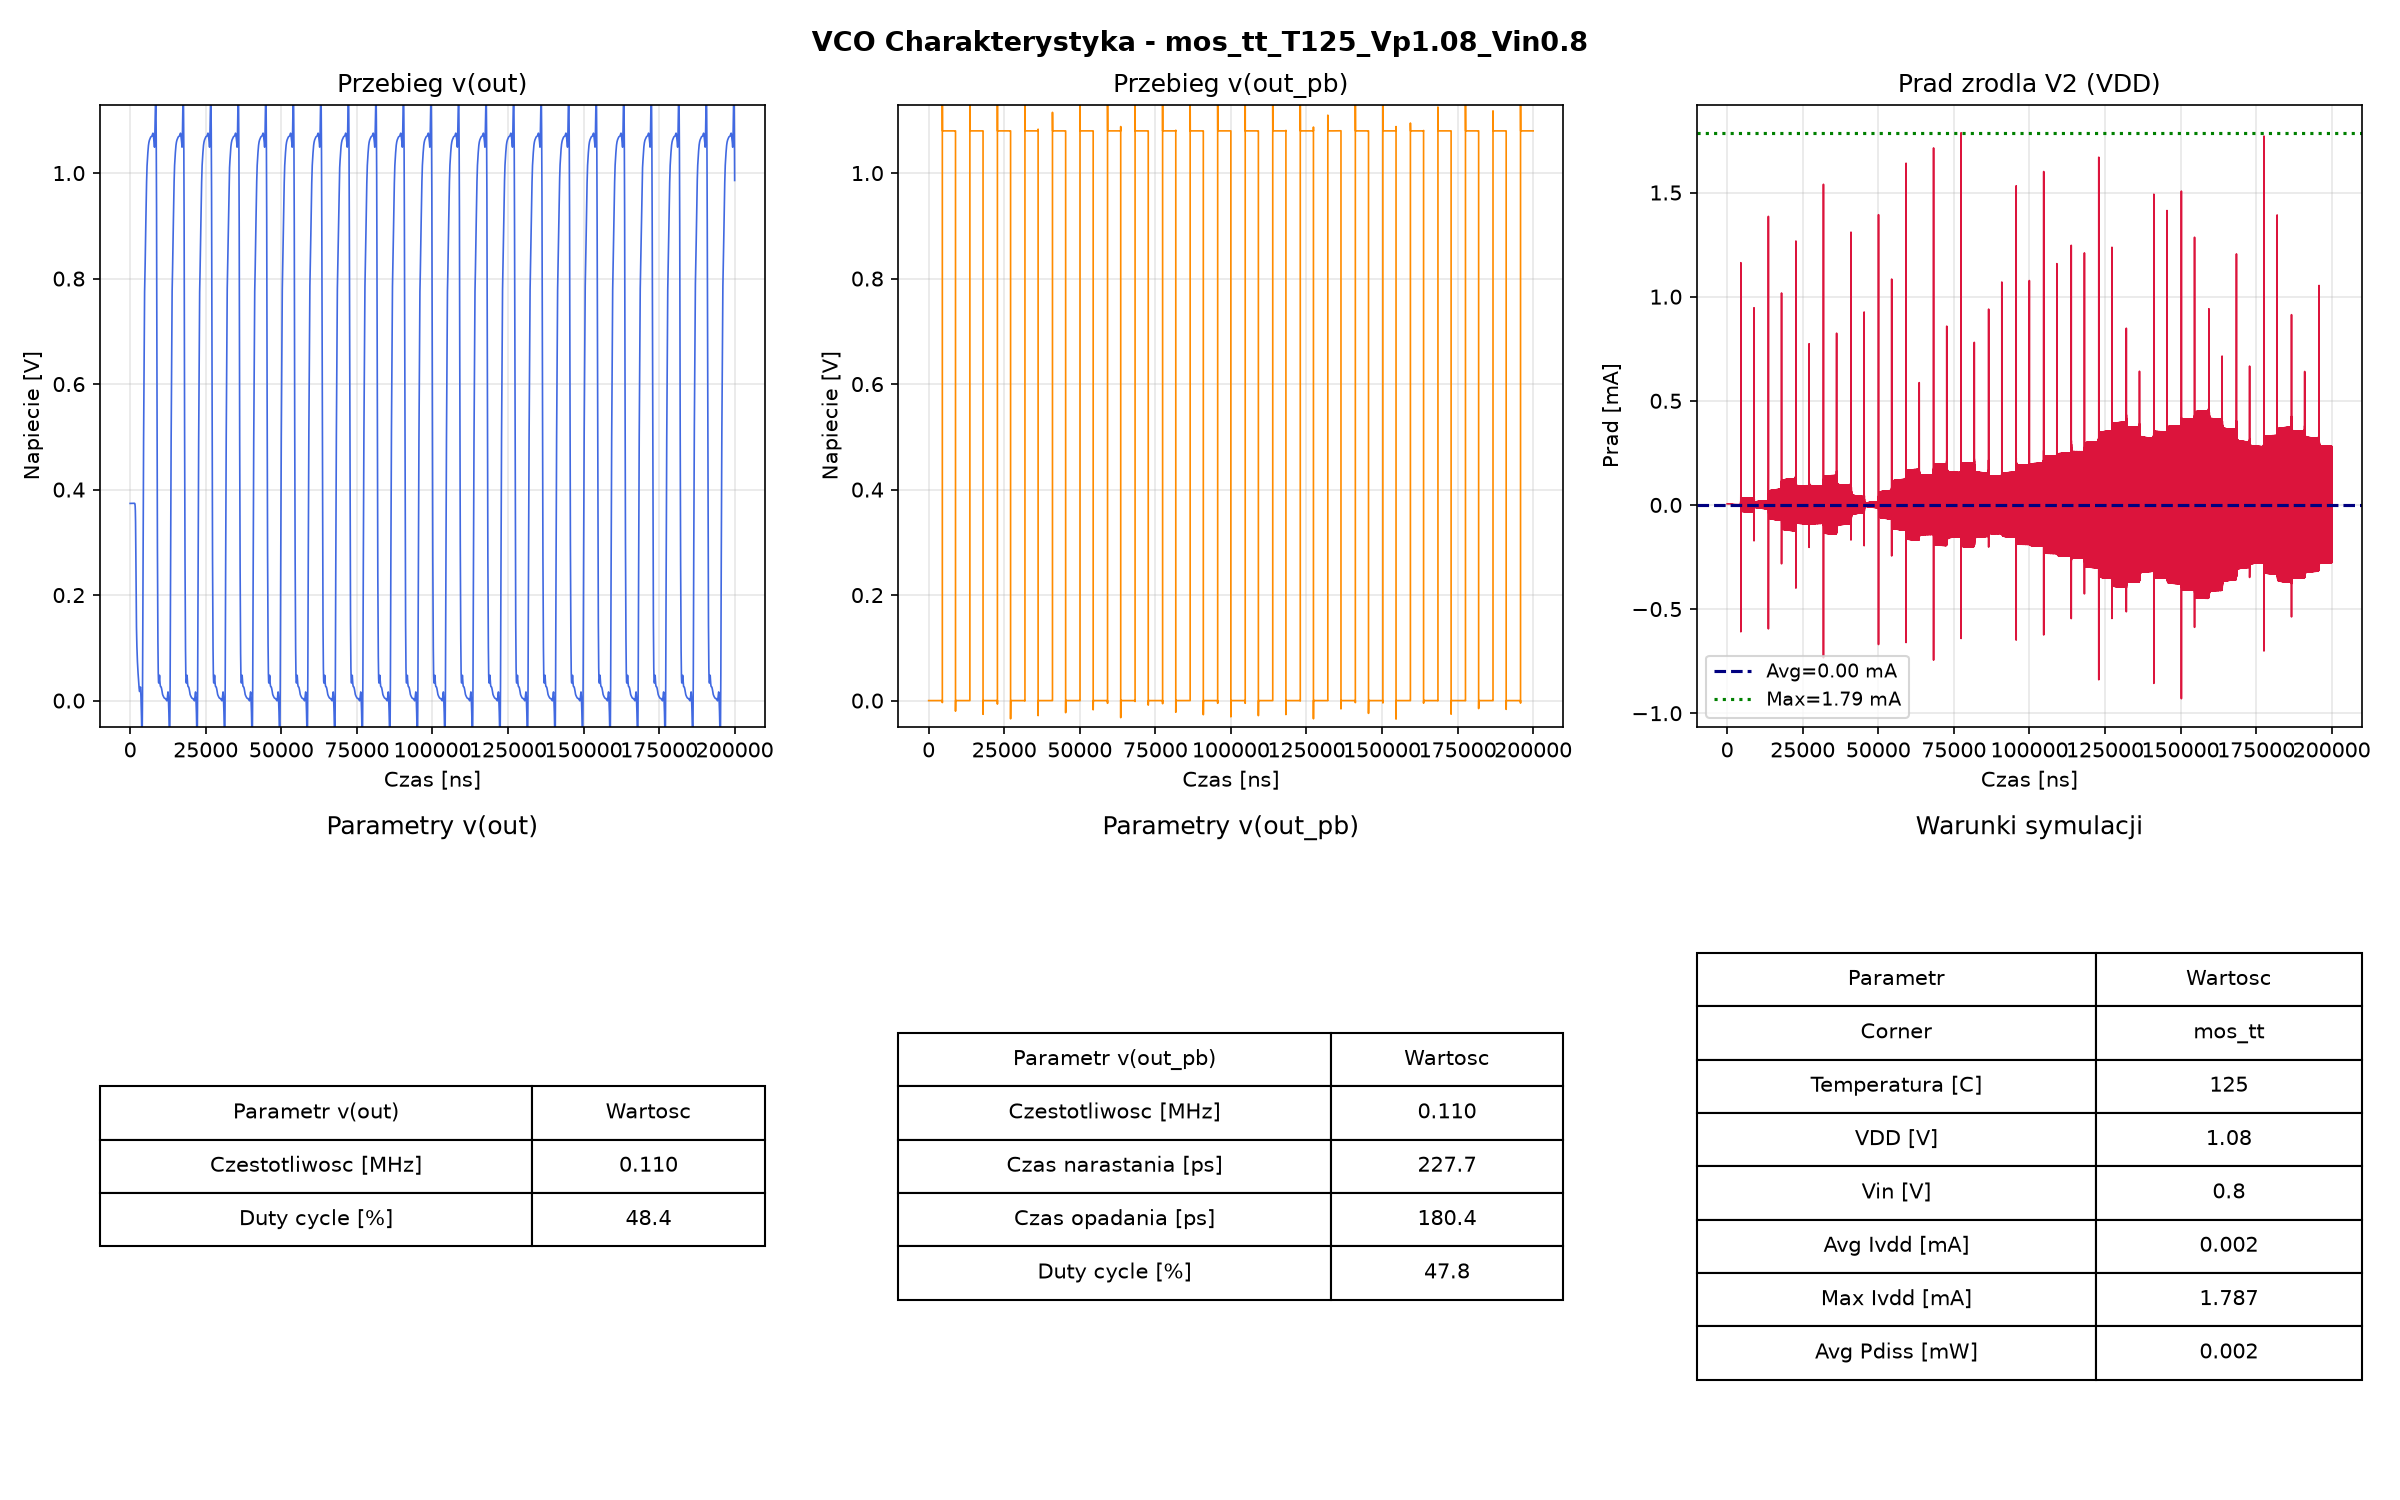 VCO Charakterystyka - mos_tt_T125_Vp1.08_Vin0.8
Przebieg v(out)
Napiecie [V]
1.0
0.8
0.6
0.4
0.2
0.0
0 25000 50000 75000 100000 125000 150000 175000 200000
Czas [ns]
Przebieg v(out_pb)
Napiecie [V]
1.0
0.8
0.6
0.4
0.2
0.0
0 25000 50000 75000 100000 125000 150000 175000 200000
Czas [ns]
Prad zrodla V2 (VDD)
Prad [mA]
1.5
1.0
0.5
0.0
−0.5
−1.0
Avg=0.00 mA
Max=1.79 mA
0 25000 50000 75000 100000 125000 150000 175000 200000
Czas [ns]
Parametry v(out)
Parametr v(out) Wartosc
Czestotliwosc [MHz] 0.110
Duty cycle [%] 48.4
Parametry v(out_pb)
Parametr v(out_pb) Wartosc
Czestotliwosc [MHz] 0.110
Czas narastania [ps] 227.7
Czas opadania [ps] 180.4
Duty cycle [%] 47.8
Warunki symulacji
Parametr Wartosc
Corner mos_tt
Temperatura [C] 125
VDD [V] 1.08
Vin [V] 0.8
Avg Ivdd [mA] 0.002
Max Ivdd [mA] 1.787
Avg Pdiss [mW] 0.002